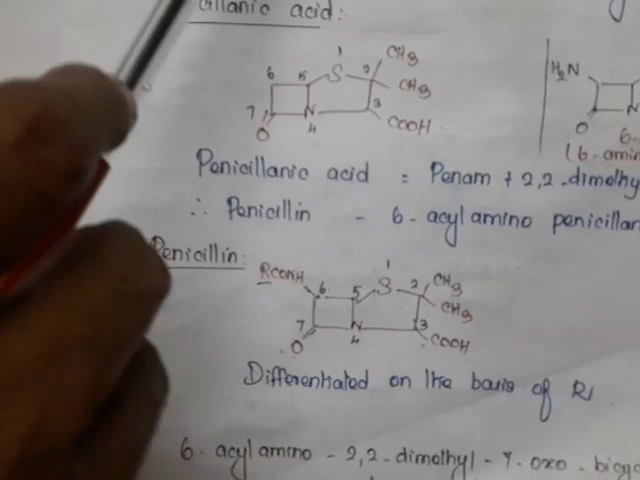 acid:
1
S
2
CH3
CH3
3
COOH
6
5
7
O
N
4
H2N
O
6.
(6-amin
Penicillanic acid = Penam + 2,2-dimethy
∴ Penicillin - 6-acylamino penicillan
Penicillin:
RCONH
6
5
1
S
2
CH3
CH3
3
COOH
7
O
N
4
Differentiated on the basis of R
6-acylamino-2,2-dimethyl-7-oxo-bicyc